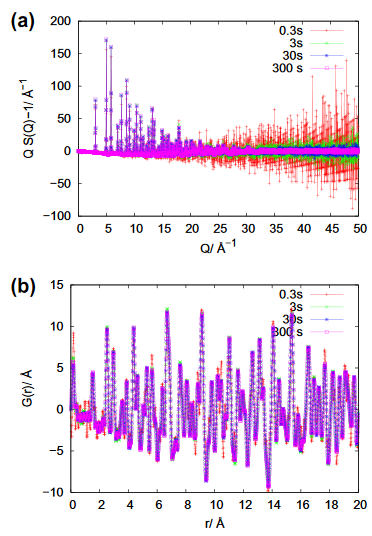 (a)
0.3s
3s
30s
300 s
200
150
100
50
0
−50
−100
Q S(Q)−1/ Å⁻¹
0 5 10 15 20 25 30 35 40 45 50
Q/ Å⁻¹
(b)
0.3s
3s
30s
300 s
15
10
5
0
−5
−10
G(r)/ Å
0 2 4 6 8 10 12 14 16 18 20
r/ Å